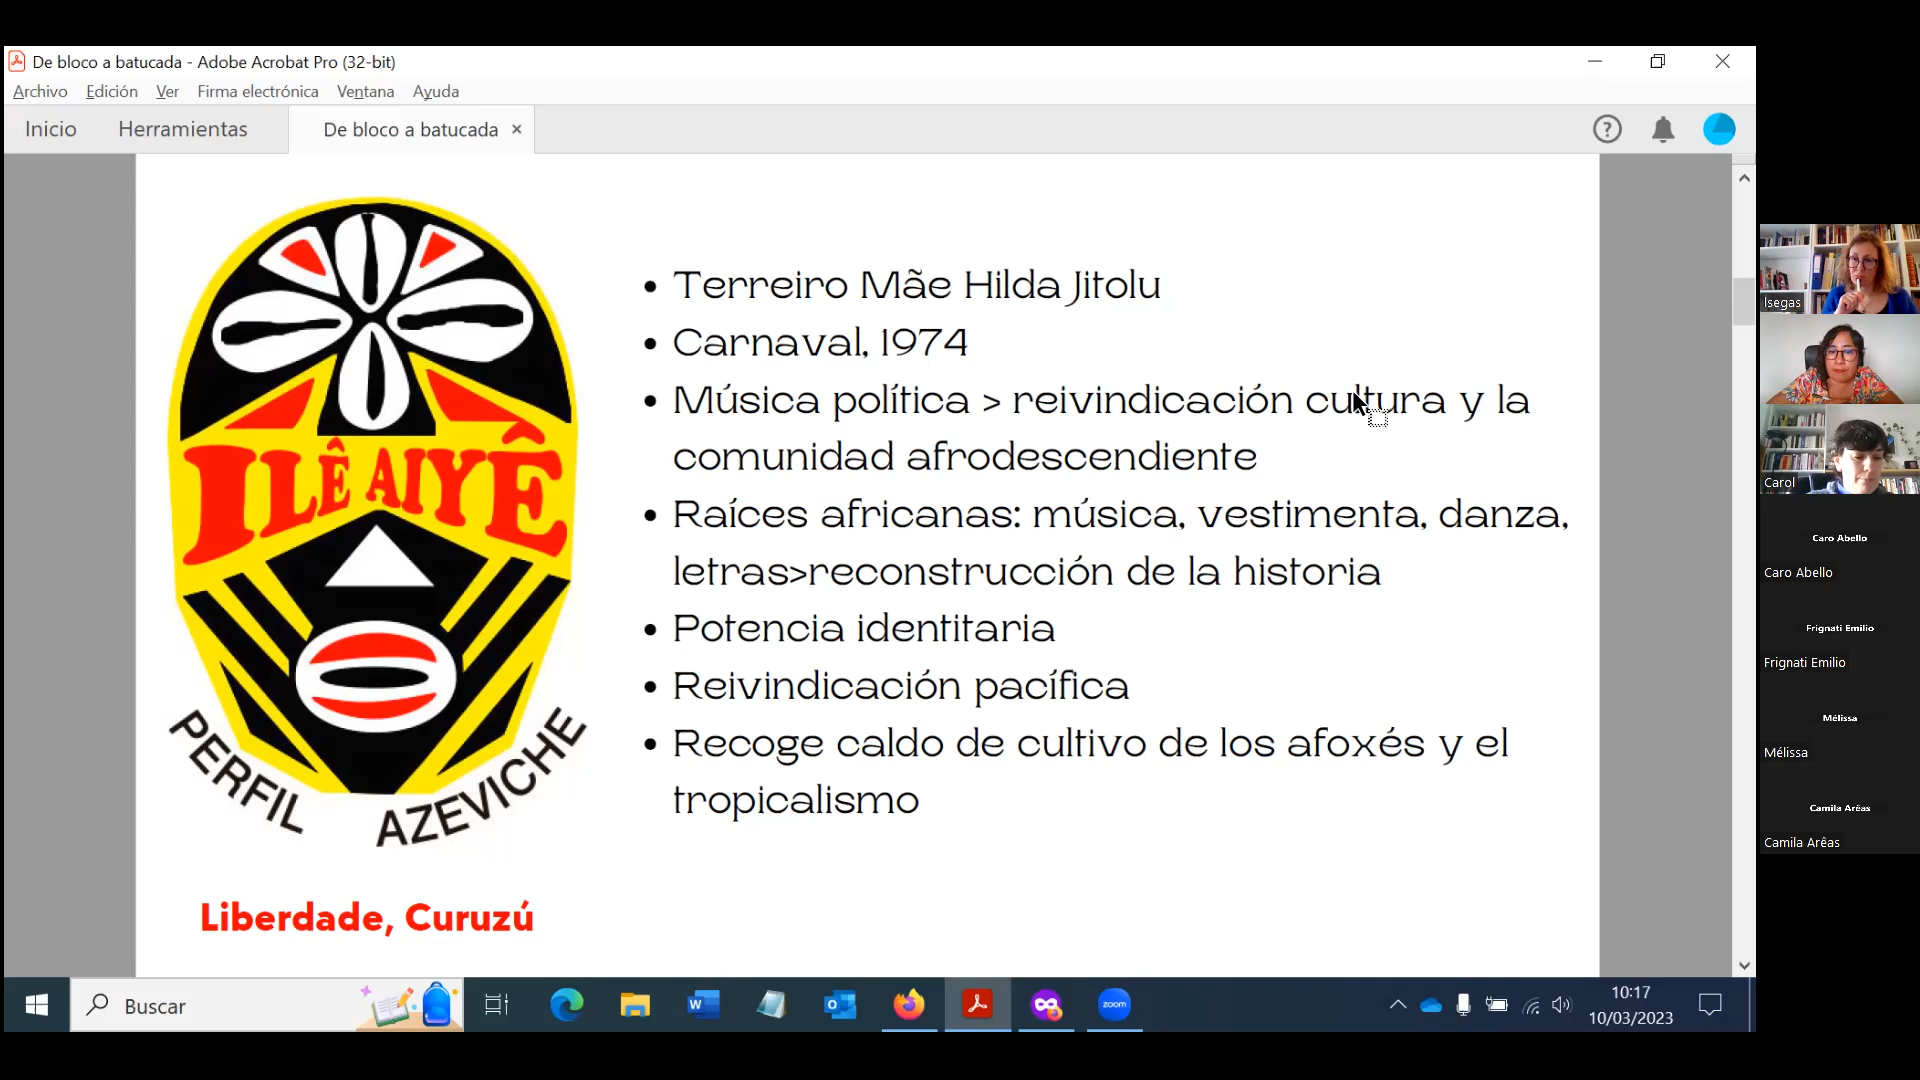 De bloco a batucada - Adobe Acrobat Pro (32-bit)
Archivo Edición Ver Firma electrónica Ventana Ayuda
Inicio Herramientas De bloco a batucada ×
ILÊ AIYÊ
PERFIL AZEVICHE
Liberdade, Curuzú
• Terreiro Mãe Hilda Jitolu
• Carnaval, 1974
• Música política > reivindicación cultura y la
comunidad afrodescendiente
• Raíces africanas: música, vestimenta, danza,
letras>reconstrucción de la historia
• Potencia identitaria
• Reivindicación pacífica
• Recoge caldo de cultivo de los afoxés y el
tropicalismo
Isegas
Carol
Caro Abello
Caro Abello
Frignati Emilio
Frignati Emilio
Mélissa
Mélissa
Camila Arêas
Camila Arêas
Buscar
zoom
10:17
10/03/2023